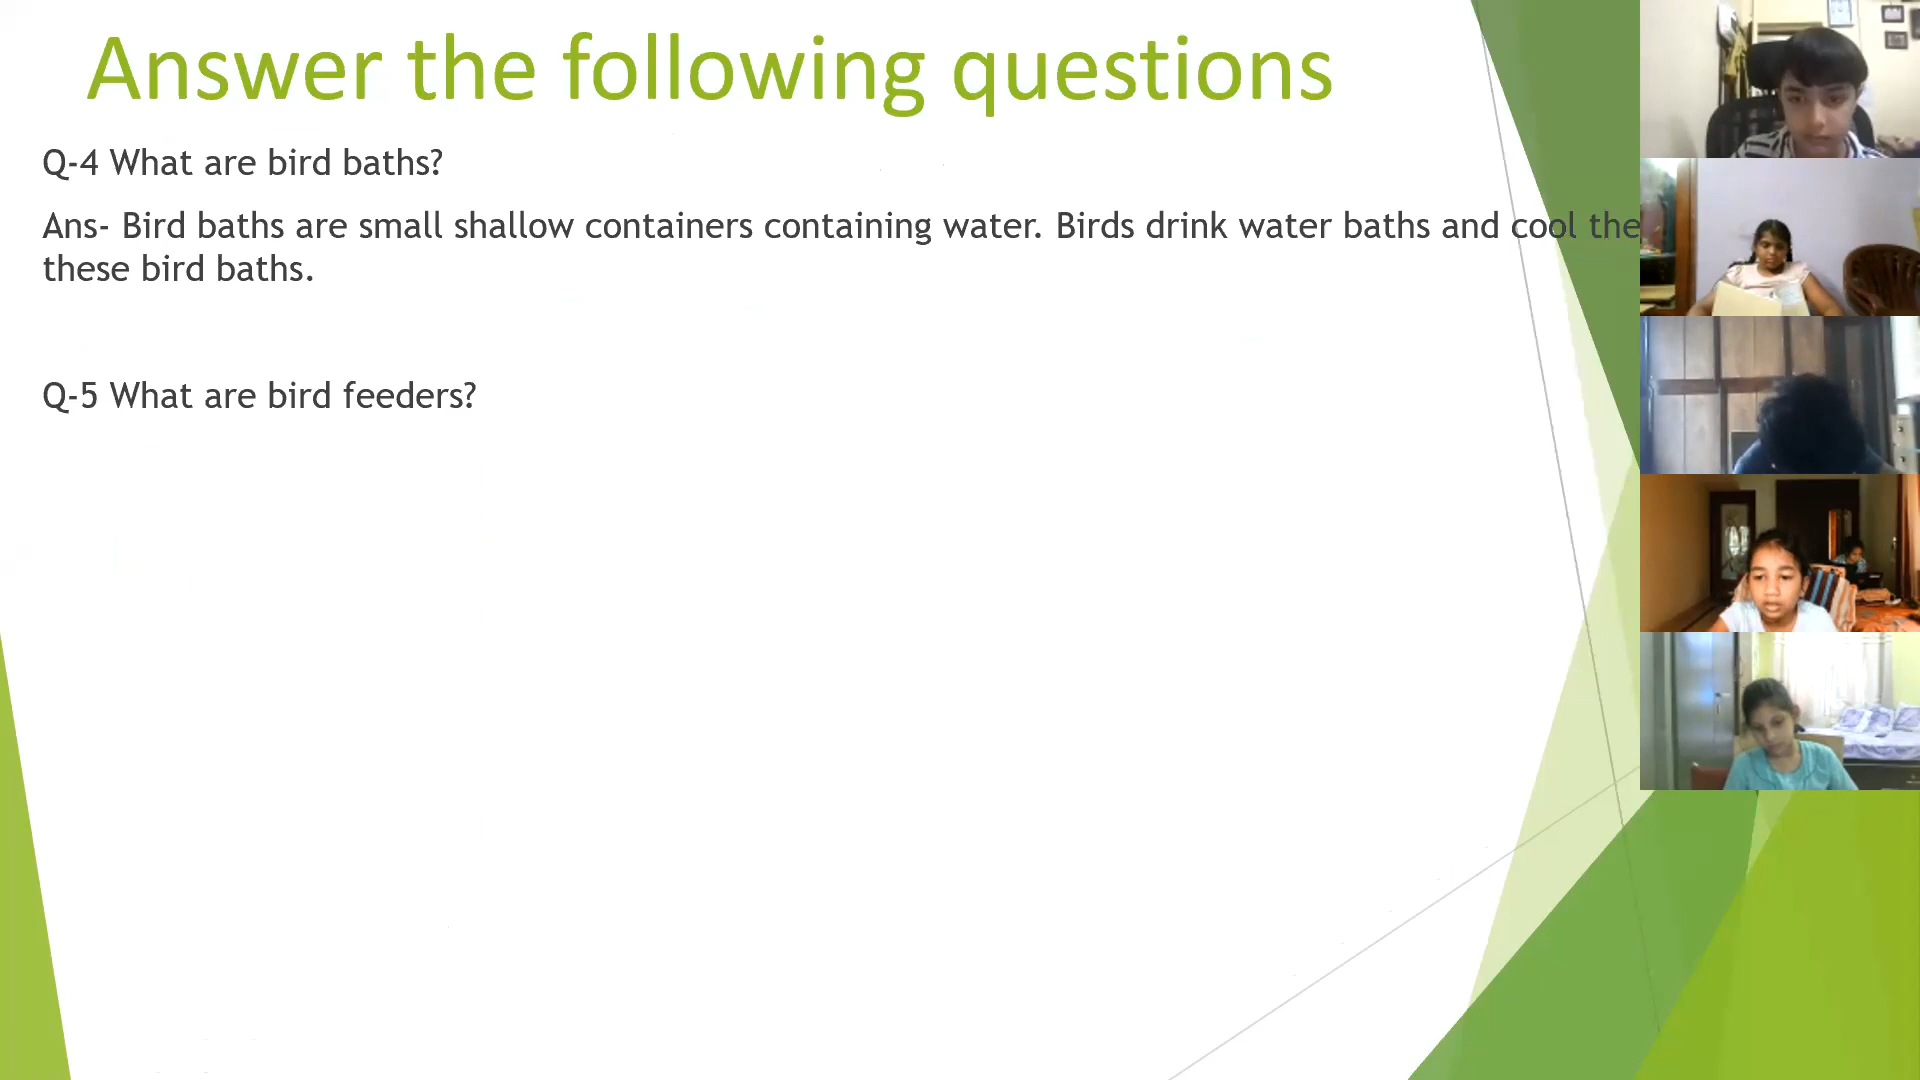 Answer the following questions
Q-4 What are bird baths?
Ans- Bird baths are small shallow containers containing water. Birds drink water baths and cool the
these bird baths.
Q-5 What are bird feeders?